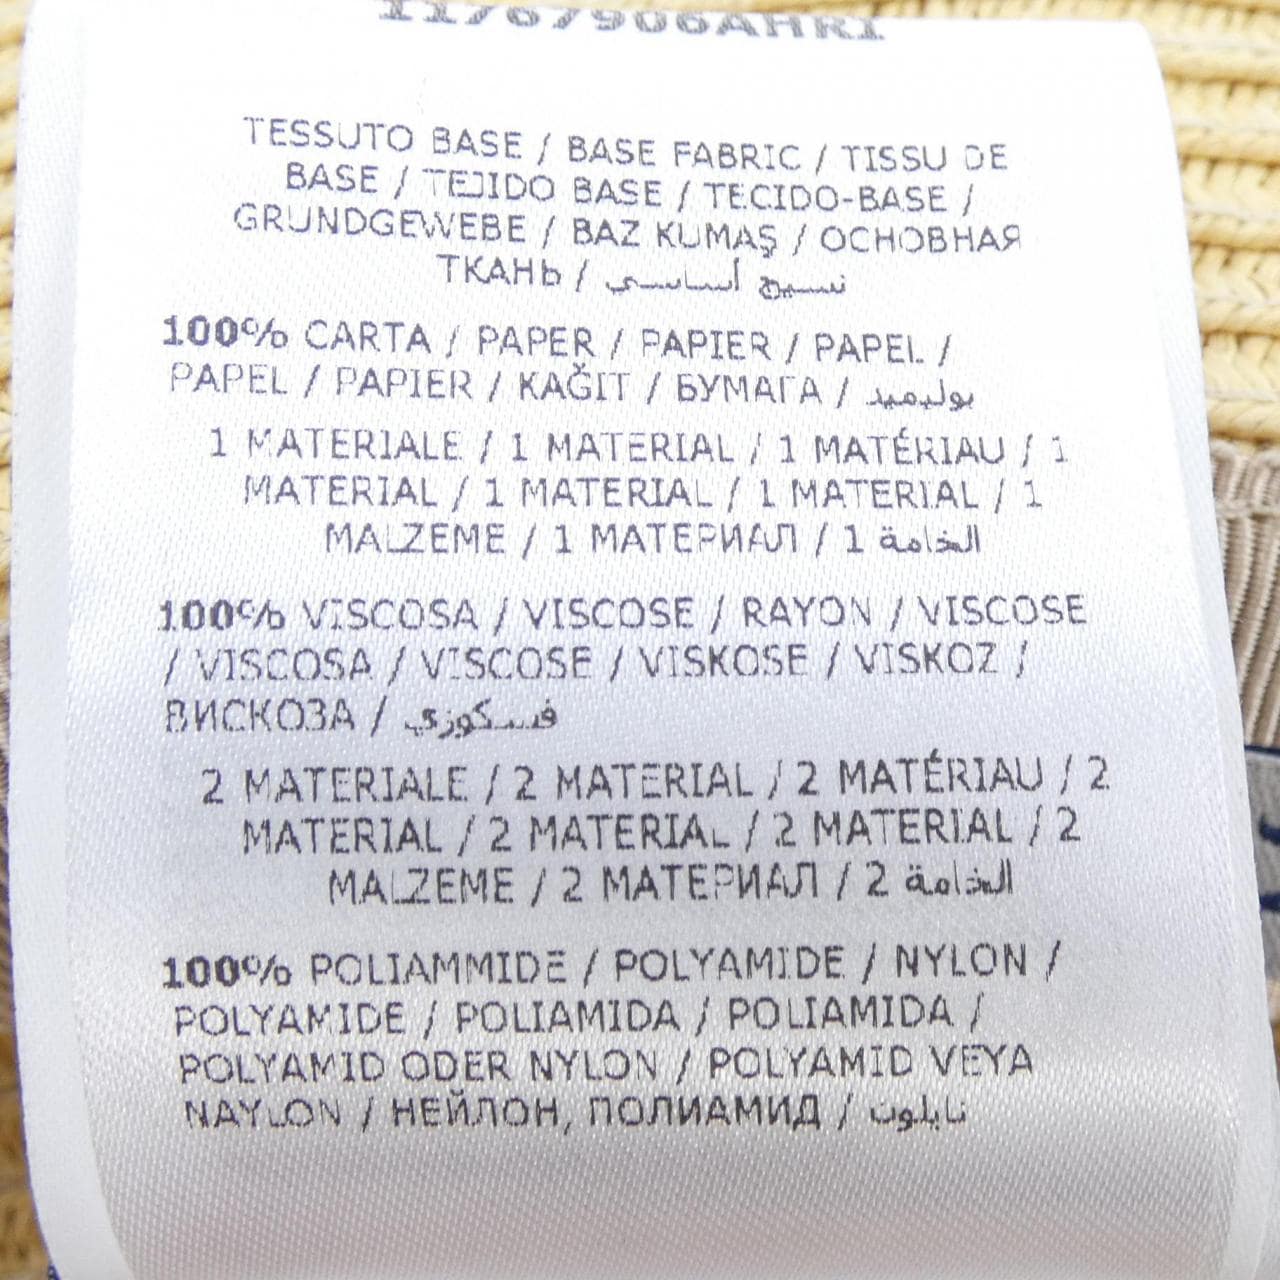 TESSUTO BASE / BASE FABRIC / TISSU DE
BASE / TEJIDO BASE / TECIDO-BASE /
GRUNDGEWEBE / BAZ KUMAŞ / ОСНОВНАЯ
ТКАНЬ / نسيج أساسي
100% CARTA / PAPER / PAPIER / PAPEL /
PAPEL / PAPIER / KAĞIT / БУМАГА / بوليميد
1 MATERIALE / 1 MATERIAL / 1 MATÉRIAU / 1
MATERIAL / 1 MATERIAL / 1 MATERIAL / 1
MALZEME / 1 МАТЕРИАЛ / 1 الخامة
100% VISCOSA / VISCOSE / RAYON / VISCOSE
/ VISCOSA / VISCOSE / VISKOSE / VISKOZ /
ВИСКОЗА / فسكوزي
2 MATERIALE / 2 MATERIAL / 2 MATÉRIAU / 2
MATERIAL / 2 MATERIAL / 2 MATERIAL / 2
MALZEME / 2 МАТЕРИАЛ / 2 الخامة
100% POLIAMMIDE / POLYAMIDE / NYLON /
POLYAMIDE / POLIAMIDA / POLIAMIDA /
POLYAMID ODER NYLON / POLYAMID VEYA
NAYLON / НЕЙЛОН, ПОЛИАМИД / نايلون